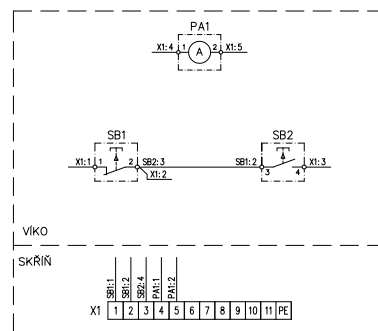 PA1
X1:4 1 A 2 X1:5
SB1 SB2
X1:1 1 2 SB2:3 SB1:2 3 4 X1:3
X1:2
VÍKO
SKŘÍŇ
SB1:1 SB1:2 SB2:4 PA1:1 PA1:2
X1 1 2 3 4 5 6 7 8 9 10 11 PE